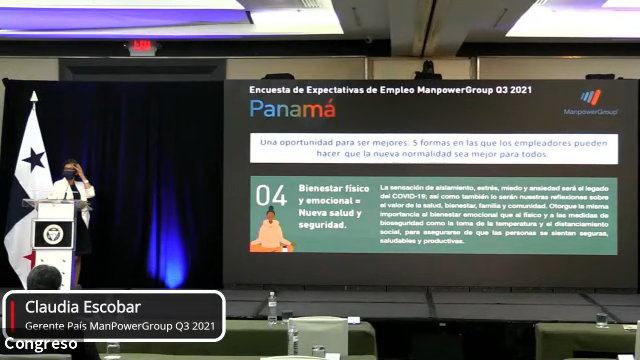 Encuesta de Expectativas de Empleo ManpowerGroup Q3 2021
Panamá
ManpowerGroup
Una oportunidad para ser mejores: 5 formas en las que los empleadores pueden
hacer que la nueva normalidad sea mejor para todos.
04
Bienestar físico
y emocional =
Nueva salud y
seguridad.
La sensación de aislamiento, estrés, miedo y ansiedad será el legado
del COVID-19; así como también lo serán nuestras reflexiones sobre
el valor de la salud, bienestar, familia y comunidad. Otorgue la misma
importancia al bienestar emocional que al físico y a las medidas de
bioseguridad como la toma de la temperatura y el distanciamiento
social, para asegurarse de que las personas se sientan seguras,
saludables y productivas.
Claudia Escobar
Gerente País ManPowerGroup Q3 2021
Congreso